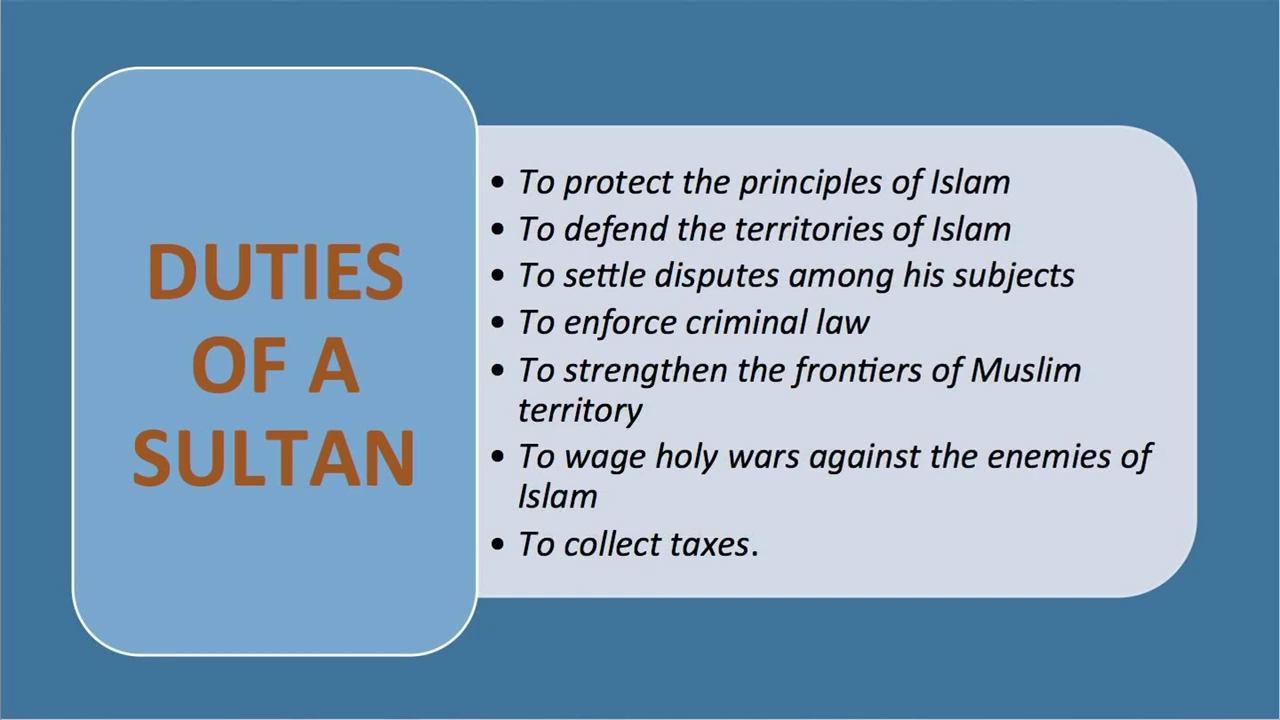 DUTIES
OF A
SULTAN
• To protect the principles of Islam
• To defend the territories of Islam
• To settle disputes among his subjects
• To enforce criminal law
• To strengthen the frontiers of Muslim
territory
• To wage holy wars against the enemies of
Islam
• To collect taxes.